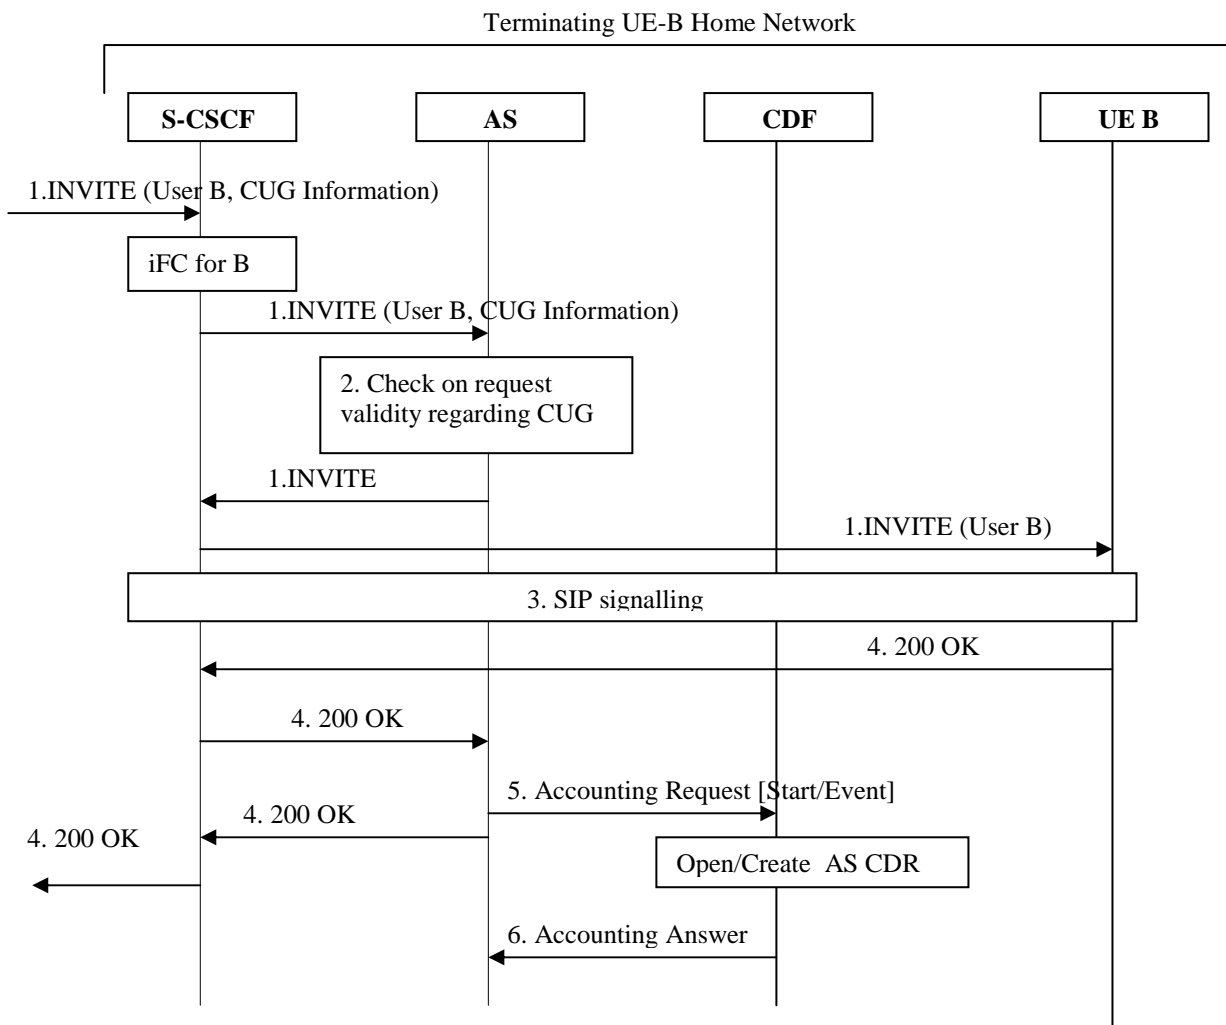 Terminating UE-B Home Network
S-CSCF
AS
CDF
UE B
1.INVITE (User B, CUG Information)
iFC for B
1.INVITE (User B, CUG Information)
2. Check on request
validity regarding CUG
1.INVITE
1.INVITE (User B)
3. SIP signalling
4. 200 OK
4. 200 OK
5. Accounting Request [Start/Event]
4. 200 OK
4. 200 OK
Open/Create AS CDR
6. Accounting Answer